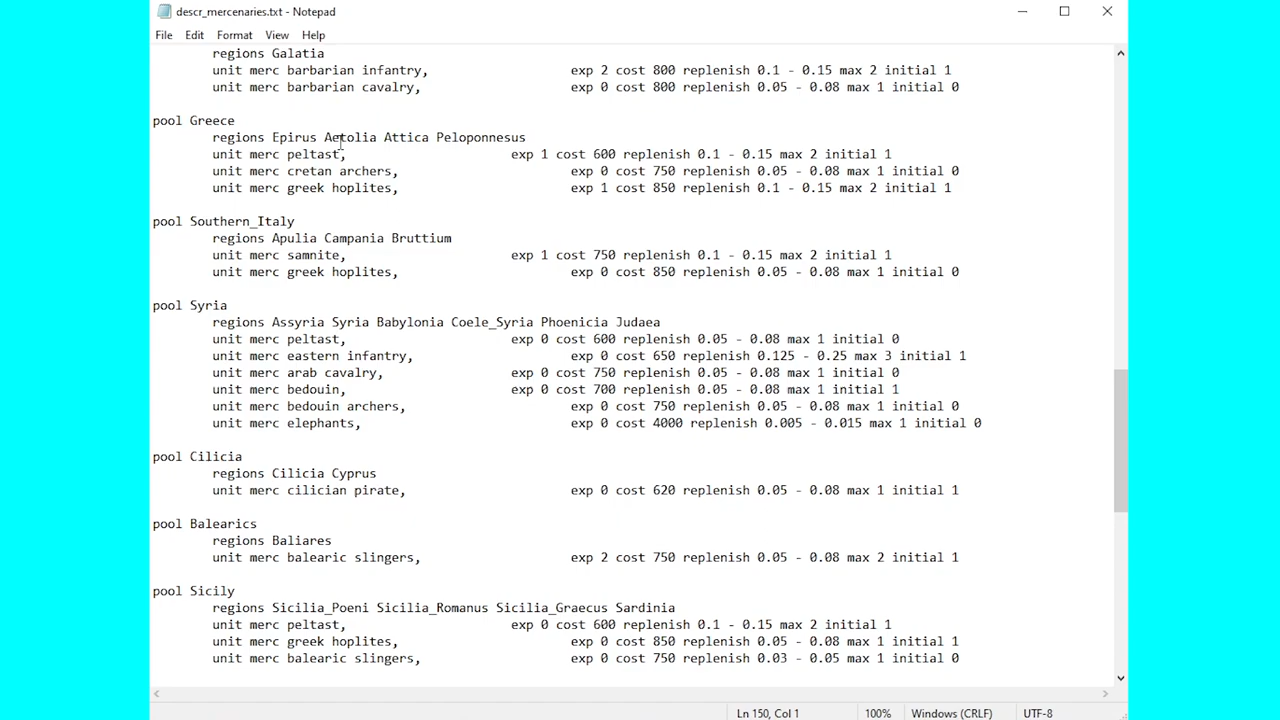 descr_mercenaries.txt - Notepad
File Edit Format View Help
regions Galatia
unit merc barbarian infantry, exp 2 cost 800 replenish 0.1 - 0.15 max 2 initial 1
unit merc barbarian cavalry, exp 0 cost 800 replenish 0.05 - 0.08 max 1 initial 0
pool Greece
regions Epirus Aetolia Attica Peloponnesus
unit merc peltast, exp 1 cost 600 replenish 0.1 - 0.15 max 2 initial 1
unit merc cretan archers, exp 0 cost 750 replenish 0.05 - 0.08 max 1 initial 0
unit merc greek hoplites, exp 1 cost 850 replenish 0.1 - 0.15 max 2 initial 1
pool Southern_Italy
regions Apulia Campania Bruttium
unit merc samnite, exp 1 cost 750 replenish 0.1 - 0.15 max 2 initial 1
unit merc greek hoplites, exp 0 cost 850 replenish 0.05 - 0.08 max 1 initial 0
pool Syria
regions Assyria Syria Babylonia Coele_Syria Phoenicia Judaea
unit merc peltast, exp 0 cost 600 replenish 0.05 - 0.08 max 1 initial 0
unit merc eastern infantry, exp 0 cost 650 replenish 0.125 - 0.25 max 3 initial 1
unit merc arab cavalry, exp 0 cost 750 replenish 0.05 - 0.08 max 1 initial 0
unit merc bedouin, exp 0 cost 700 replenish 0.05 - 0.08 max 1 initial 1
unit merc bedouin archers, exp 0 cost 750 replenish 0.05 - 0.08 max 1 initial 0
unit merc elephants, exp 0 cost 4000 replenish 0.005 - 0.015 max 1 initial 0
pool Cilicia
regions Cilicia Cyprus
unit merc cilician pirate, exp 0 cost 620 replenish 0.05 - 0.08 max 1 initial 1
pool Balearics
regions Baliares
unit merc balearic slingers, exp 2 cost 750 replenish 0.05 - 0.08 max 2 initial 1
pool Sicily
regions Sicilia_Poeni Sicilia_Romanus Sicilia_Graecus Sardinia
unit merc peltast, exp 0 cost 600 replenish 0.1 - 0.15 max 2 initial 1
unit merc greek hoplites, exp 0 cost 850 replenish 0.05 - 0.08 max 1 initial 1
unit merc balearic slingers, exp 0 cost 750 replenish 0.03 - 0.05 max 1 initial 0
Ln 150, Col 1 100% Windows (CRLF) UTF-8